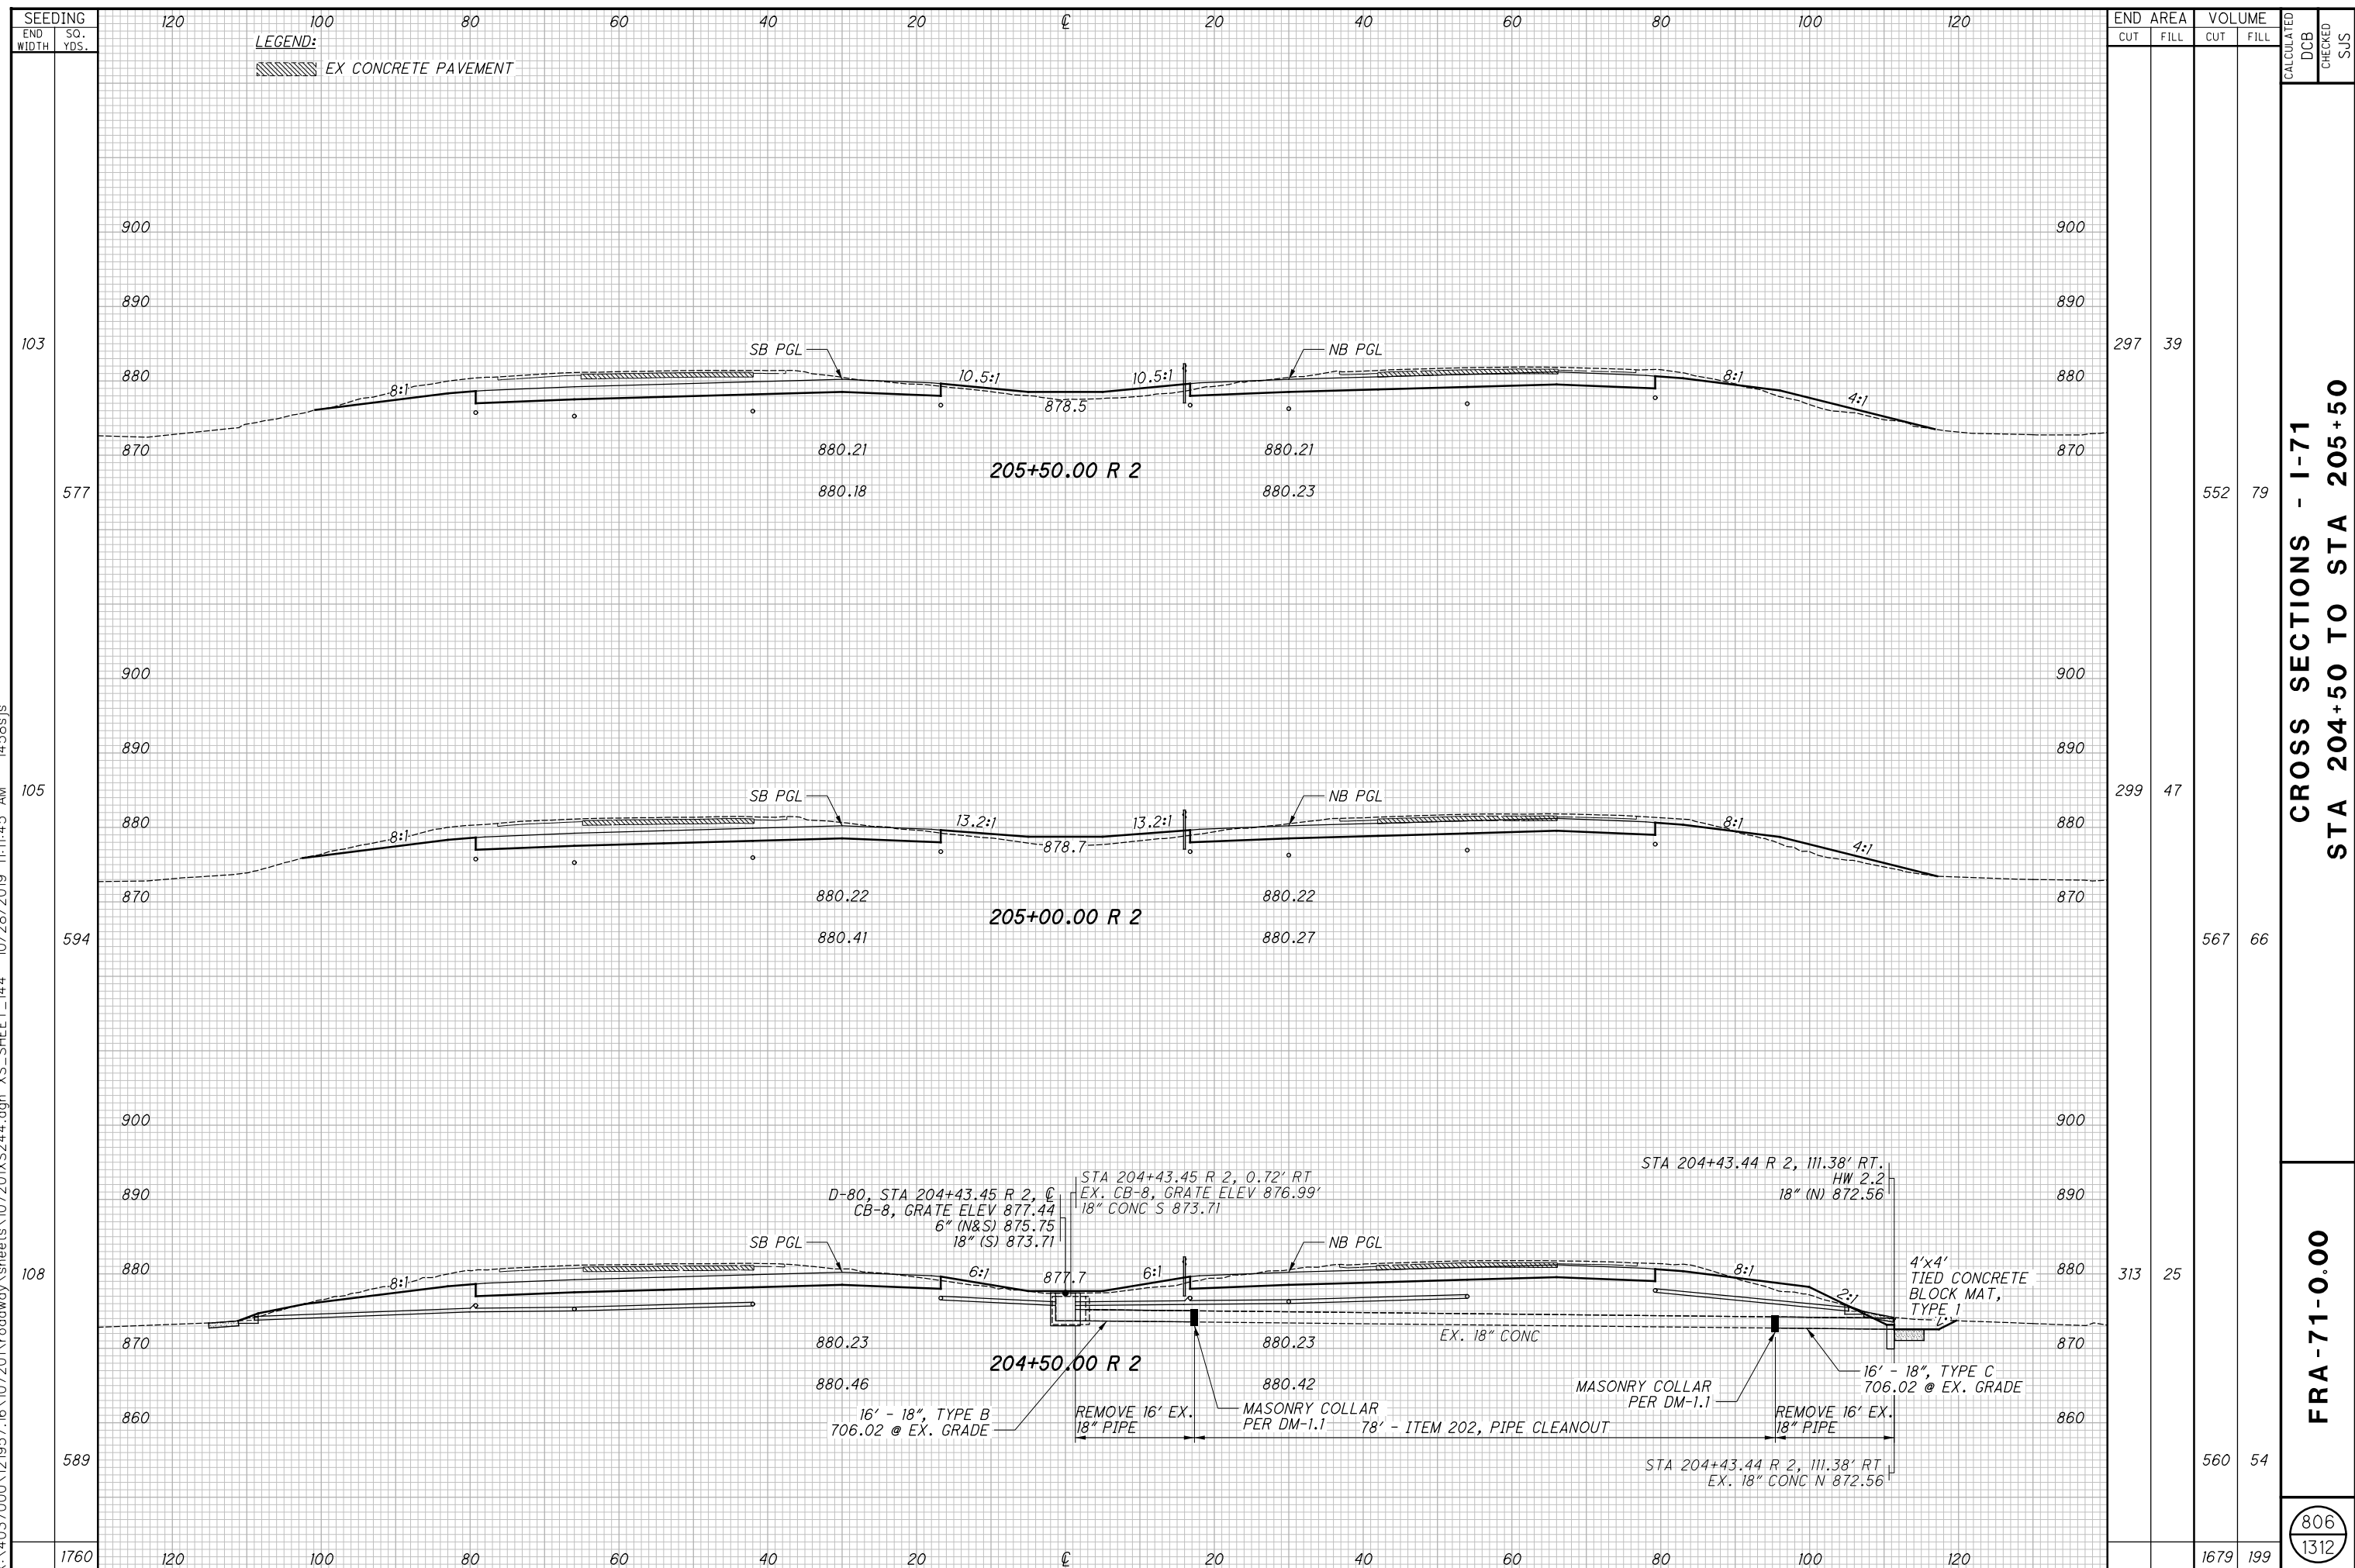 SEEDING
END WIDTH
SQ. YDS.
120 100 80 60 40 20 ℄ 20 40 60 80 100 120
END AREA
VOLUME
CUT FILL CUT FILL
CALCULATED
DCB
CHECKED
SJS
LEGEND:
EX CONCRETE PAVEMENT
900 900
890 890
103
297 39
SB PGL
NB PGL
880 880
8:1
10.5:1
10.5:1
8:1
4:1
878.5
870 870
880.21
880.21
205+50.00 R 2
577
880.18
880.23
552 79
900 900
890 890
105
299 47
SB PGL
NB PGL
880 880
8:1
13.2:1
13.2:1
8:1
4:1
878.7
870 870
880.22
880.22
205+00.00 R 2
594
880.41
880.27
567 66
900 900
890 890
D-80, STA 204+43.45 R 2, ℄
CB-8, GRATE ELEV 877.44
6" (N&S) 875.75
18" (S) 873.71
STA 204+43.45 R 2, 0.72' RT
EX. CB-8, GRATE ELEV 876.99'
18" CONC S 873.71
STA 204+43.44 R 2, 111.38' RT.
HW 2.2
18" (N) 872.56
SB PGL
NB PGL
108
313 25
880 880
8:1
6:1
877.7
6:1
8:1
2:1
4'x4'
TIED CONCRETE
BLOCK MAT,
TYPE 1
EX. 18" CONC
870 870
880.23
880.23
204+50.00 R 2
880.46
880.42
860 860
16' - 18", TYPE B
706.02 @ EX. GRADE
REMOVE 16' EX.
18" PIPE
MASONRY COLLAR
PER DM-1.1
78' - ITEM 202, PIPE CLEANOUT
MASONRY COLLAR
PER DM-1.1
REMOVE 16' EX.
18" PIPE
16' - 18", TYPE C
706.02 @ EX. GRADE
STA 204+43.44 R 2, 111.38' RT
EX. 18" CONC N 872.56
589
560 54
1760
120 100 80 60 40 20 ℄ 20 40 60 80 100 120
1679 199
CROSS SECTIONS - I-71
STA 204+50 TO STA 205+50
FRA-71-0.00
806
1312